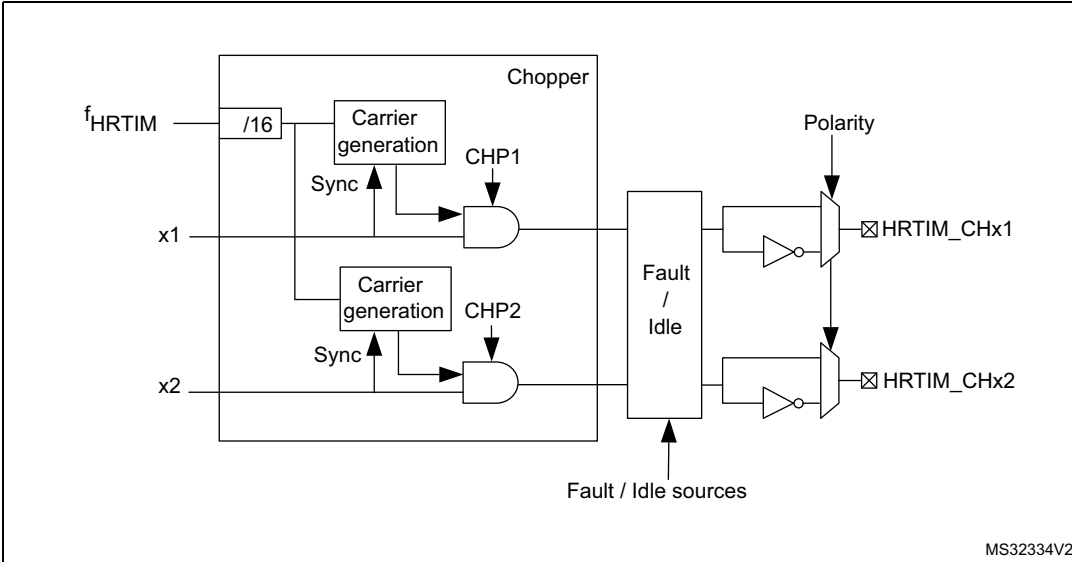 Chopper
fHRTIM
/16
Carrier
generation
Polarity
CHP1
Sync
x1
HRTIM_CHx1
Fault
/
Idle
Carrier
generation
CHP2
Sync
x2
HRTIM_CHx2
Fault / Idle sources
MS32334V2